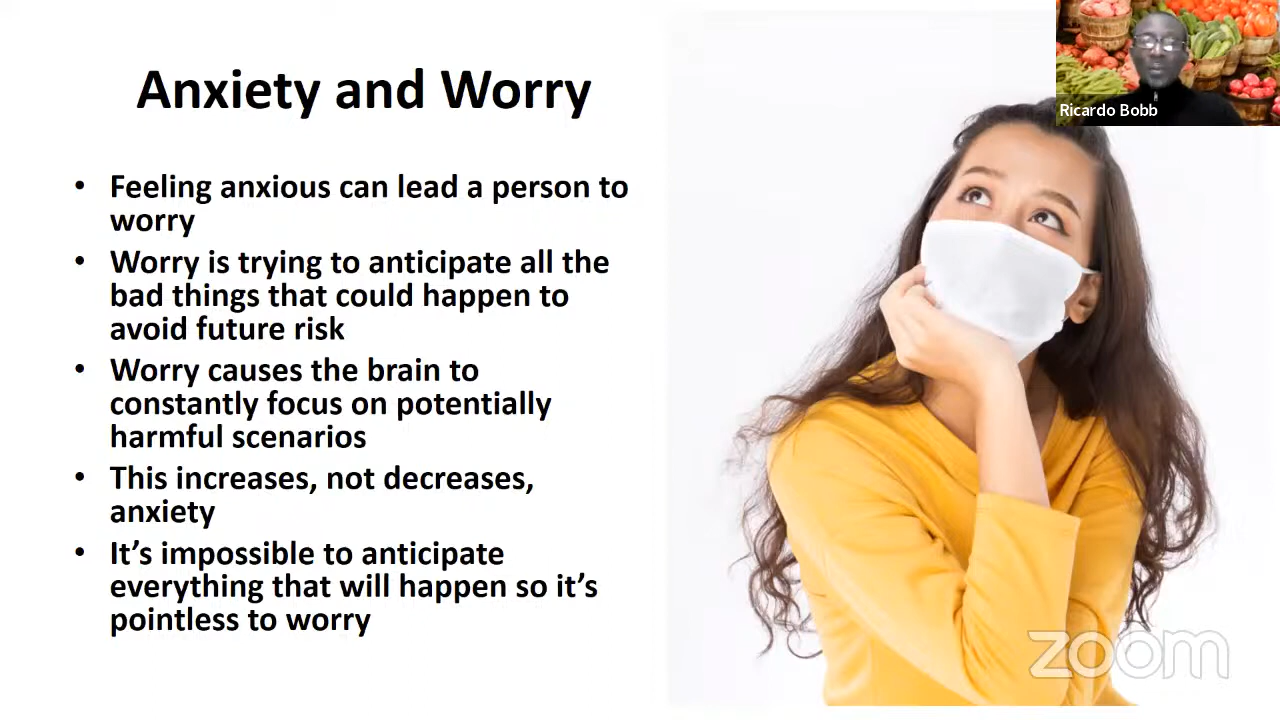 Anxiety and Worry
Ricardo Bobb
• Feeling anxious can lead a person to
worry
• Worry is trying to anticipate all the
bad things that could happen to
avoid future risk
• Worry causes the brain to
constantly focus on potentially
harmful scenarios
• This increases, not decreases,
anxiety
• It’s impossible to anticipate
everything that will happen so it’s
pointless to worry
zoom